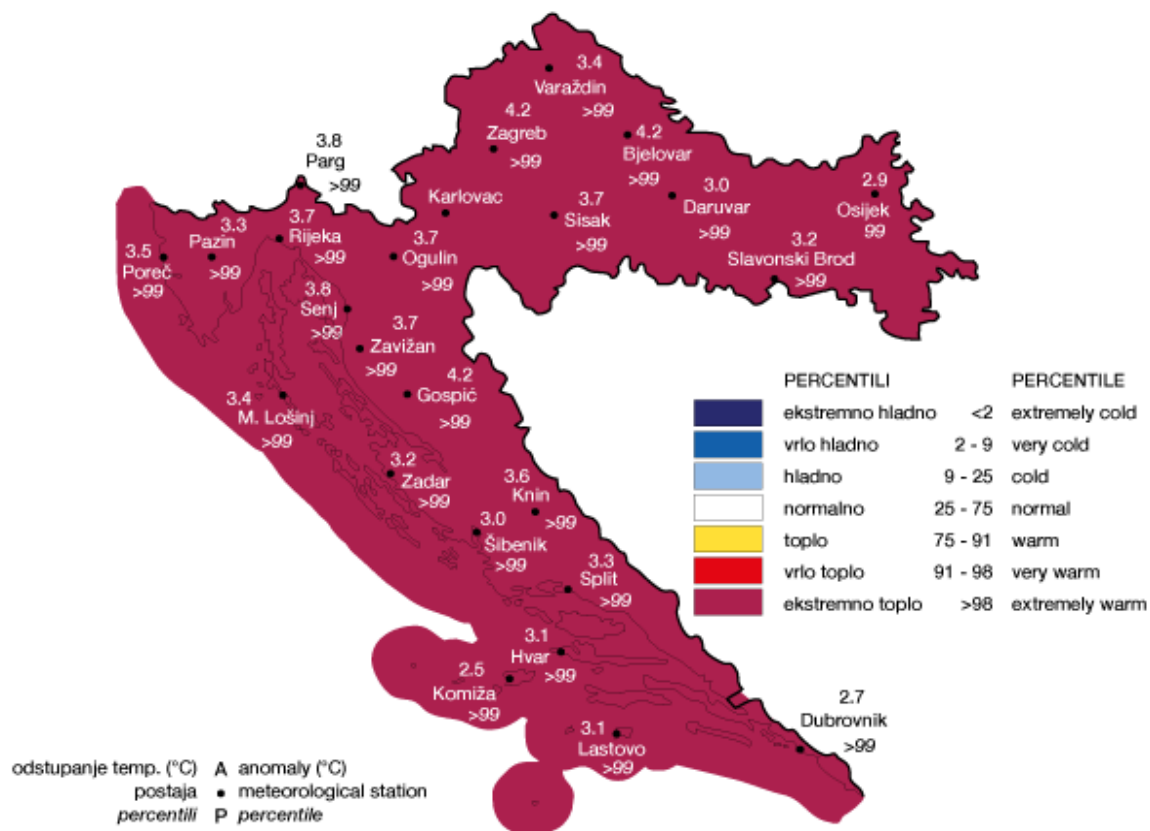 3.4
Varaždin
>99
4.2
Zagreb
>99
4.2
Bjelovar
>99
3.8
Parg
>99
Karlovac
3.7
Sisak
>99
3.0
Daruvar
>99
2.9
Osijek
99
3.2
Slavonski Brod
>99
3.5
Poreč
>99
3.3
Pazin
>99
3.7
Rijeka
>99
3.7
Ogulin
>99
3.8
Senj
>99
3.7
Zavižan
>99
4.2
Gospić
>99
3.4
M. Lošinj
>99
3.2
Zadar
>99
3.6
Knin
>99
3.0
Šibenik
>99
3.3
Split
>99
3.1
Hvar
>99
2.5
Komiža
>99
3.1
Lastovo
>99
2.7
Dubrovnik
>99
PERCENTILI PERCENTILE
ekstremno hladno <2 extremely cold
vrlo hladno 2 - 9 very cold
hladno 9 - 25 cold
normalno 25 - 75 normal
toplo 75 - 91 warm
vrlo toplo 91 - 98 very warm
ekstremno toplo >98 extremely warm
odstupanje temp. (°C) A anomaly (°C)
postaja • meteorological station
percentili P percentile